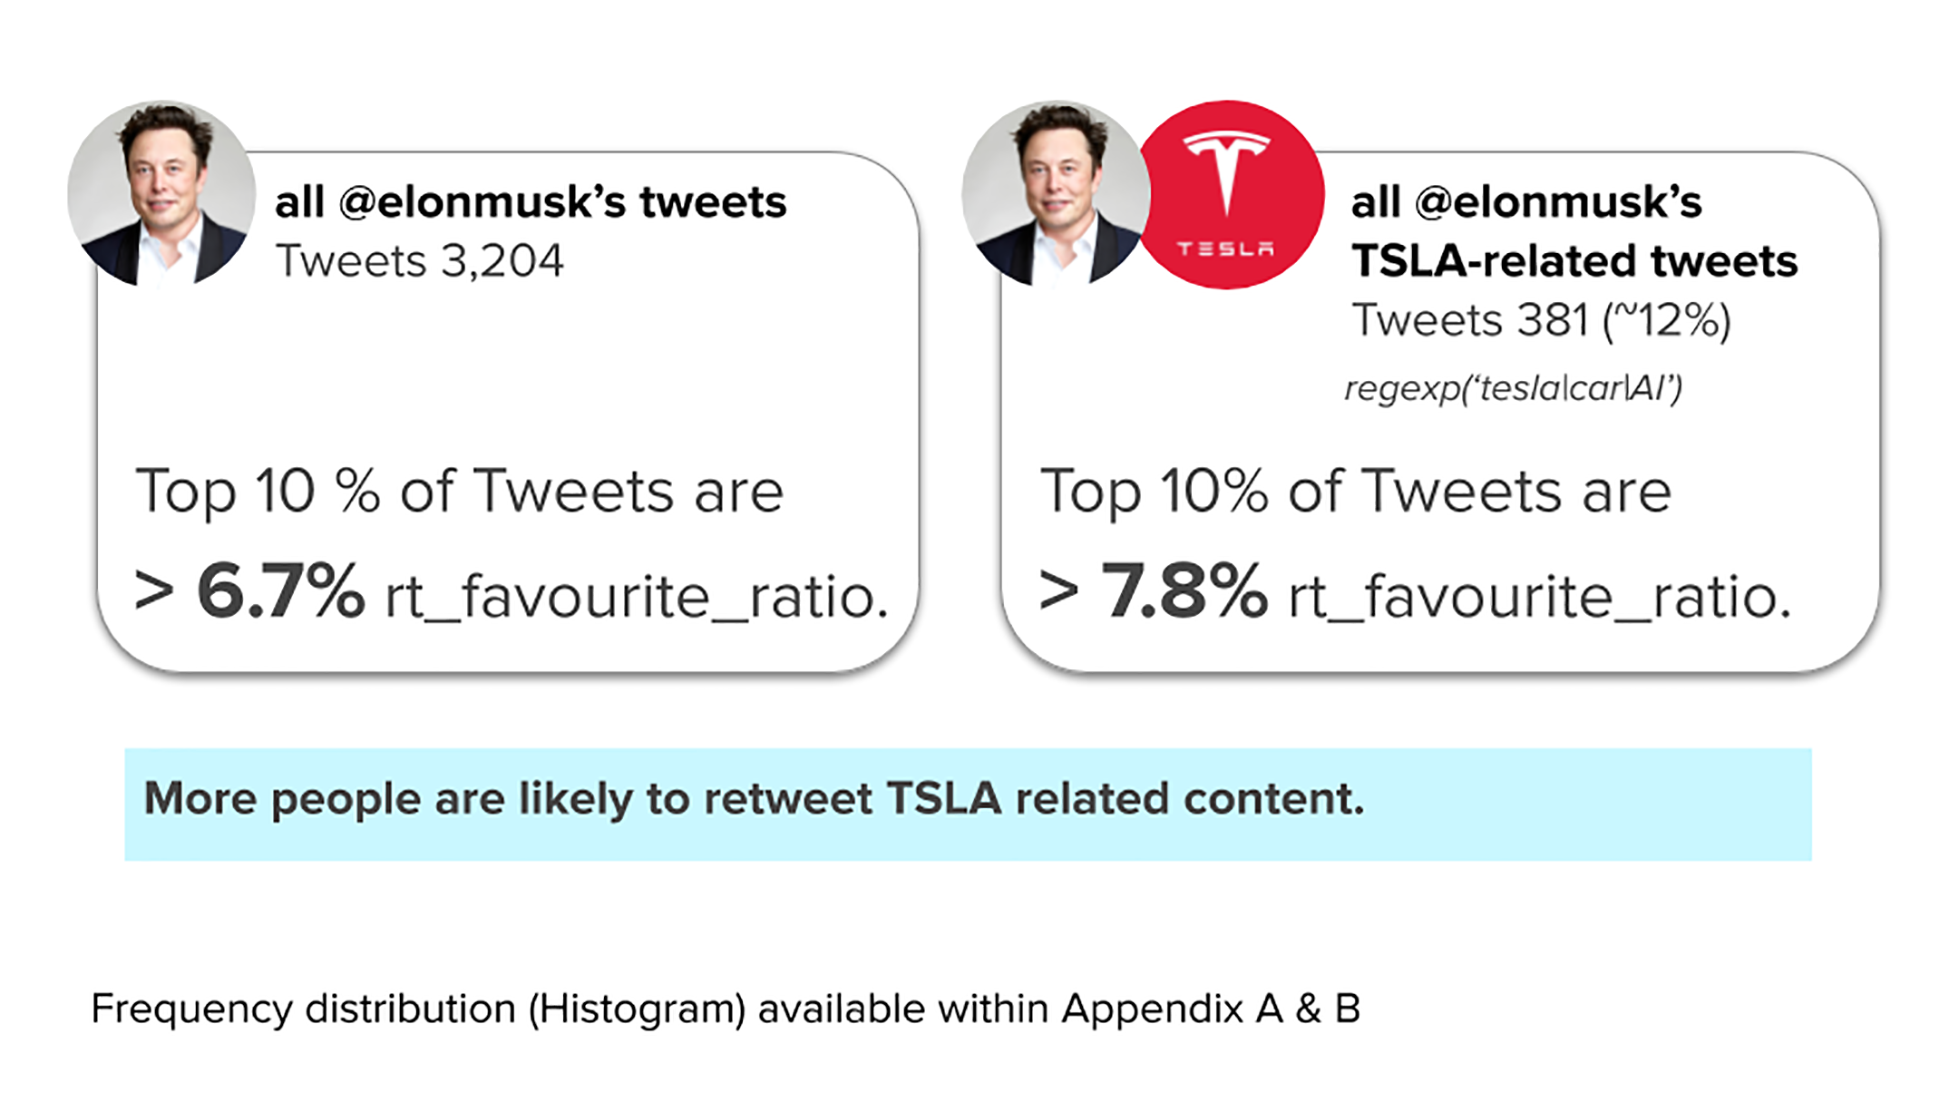 all @elonmusk’s tweets
Tweets 3,204
Top 10 % of Tweets are
> 6.7% rt_favourite_ratio.
TESLA
all @elonmusk’s
TSLA-related tweets
Tweets 381 (~12%)
regexp(‘tesla|car|AI’)
Top 10% of Tweets are
> 7.8% rt_favourite_ratio.
More people are likely to retweet TSLA related content.
Frequency distribution (Histogram) available within Appendix A & B